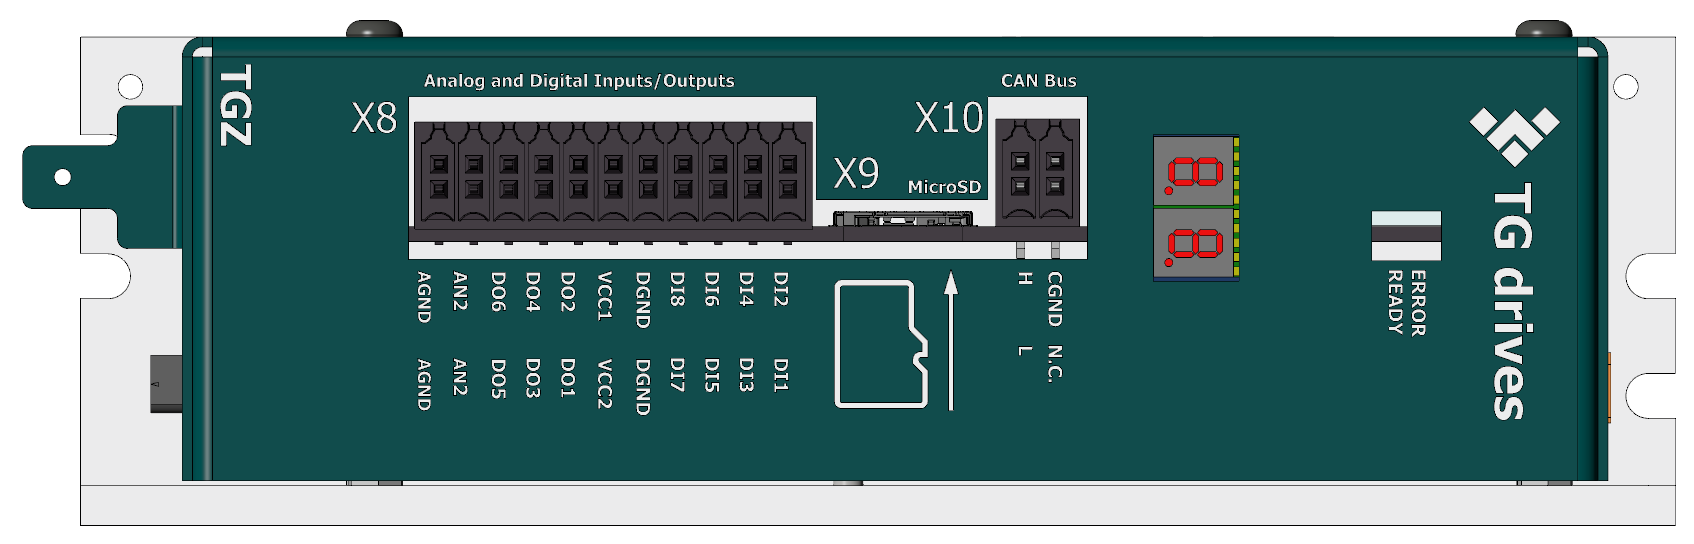 TGZ
Analog and Digital Inputs/Outputs
CAN Bus
X8
X10
X9
MicroSD
AGND AN2 DO6 DO4 DO2 VCC1 DGND DI8 DI6 DI4 DI2
AGND AN2 DO5 DO3 DO1 VCC2 DGND DI7 DI5 DI3 DI1
H CGND
L N.C.
8.
8.
ERROR
READY
TG drives